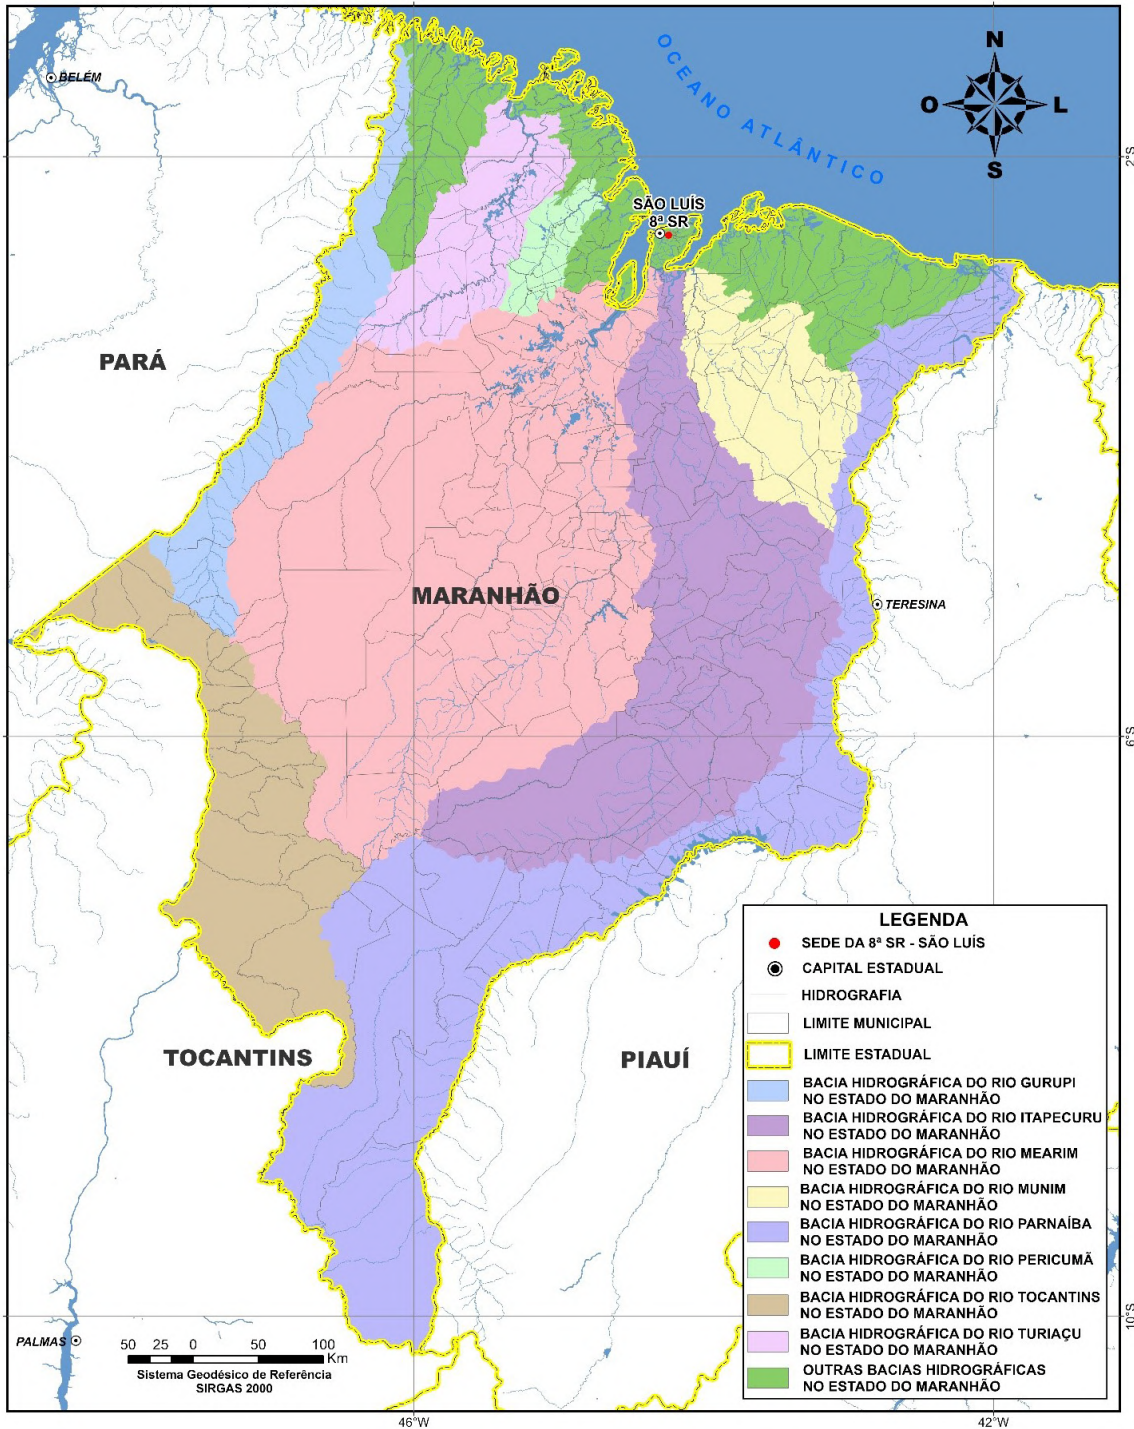 OCEANO ATLÂNTICO
N
O
L
S
BELÉM
2°S
SÃO LUÍS
8ª SR
PARÁ
MARANHÃO
TERESINA
6°S
TOCANTINS
PIAUÍ
PALMAS
10°S
50 25 0 50 100
Km
Sistema Geodésico de Referência
SIRGAS 2000
LEGENDA
SEDE DA 8ª SR - SÃO LUÍS
CAPITAL ESTADUAL
HIDROGRAFIA
LIMITE MUNICIPAL
LIMITE ESTADUAL
BACIA HIDROGRÁFICA DO RIO GURUPI
NO ESTADO DO MARANHÃO
BACIA HIDROGRÁFICA DO RIO ITAPECURU
NO ESTADO DO MARANHÃO
BACIA HIDROGRÁFICA DO RIO MEARIM
NO ESTADO DO MARANHÃO
BACIA HIDROGRÁFICA DO RIO MUNIM
NO ESTADO DO MARANHÃO
BACIA HIDROGRÁFICA DO RIO PARNAÍBA
NO ESTADO DO MARANHÃO
BACIA HIDROGRÁFICA DO RIO PERICUMÃ
NO ESTADO DO MARANHÃO
BACIA HIDROGRÁFICA DO RIO TOCANTINS
NO ESTADO DO MARANHÃO
BACIA HIDROGRÁFICA DO RIO TURIAÇU
NO ESTADO DO MARANHÃO
OUTRAS BACIAS HIDROGRÁFICAS
NO ESTADO DO MARANHÃO
46°W
42°W